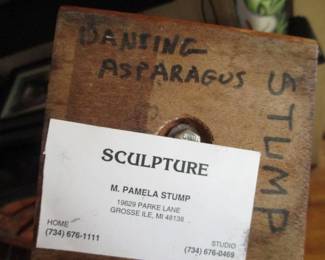 DANCING
ASPARAGUS
STUMP
SCULPTURE
M. PAMELA STUMP
19629 PARKE LANE
GROSSE ILE, MI 48138
HOME
(734) 676-1111
STUDIO
(734) 676-0469